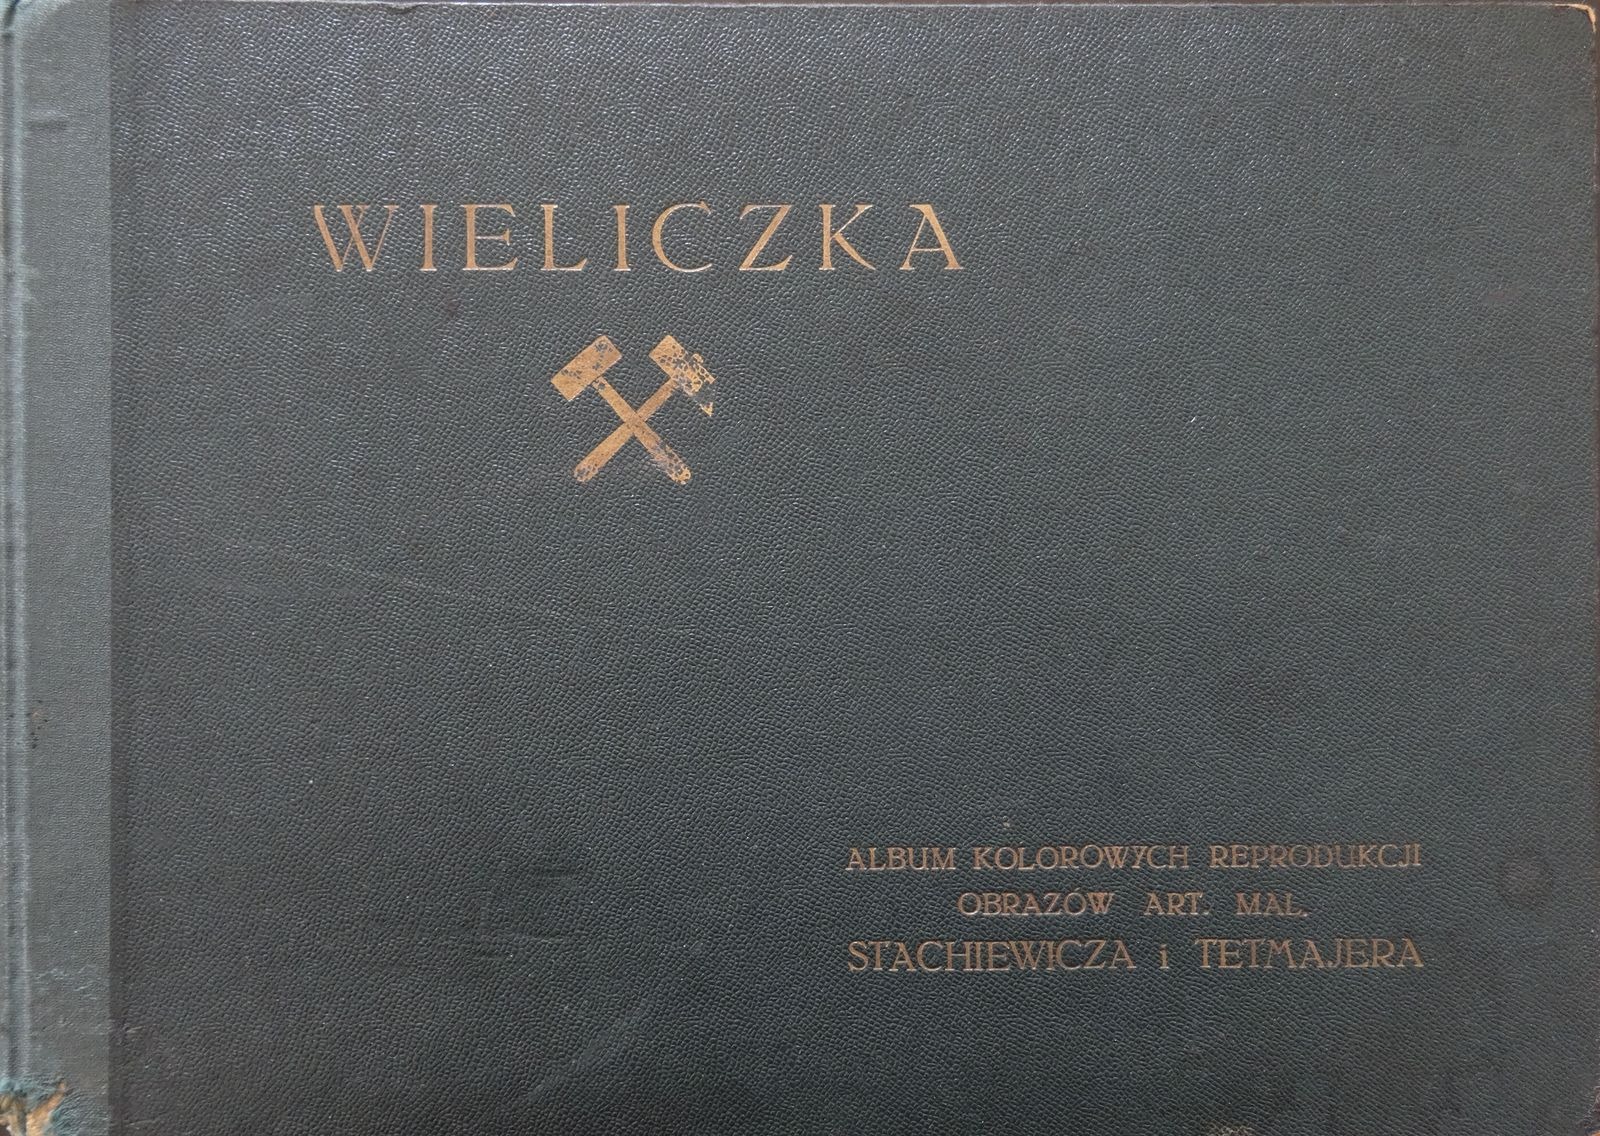 WIELICZKA
ALBUM KOLOROWYCH REPRODUKCJI
OBRAZÓW ART. MAL.
STACHIEWICZA i TETMAJERA